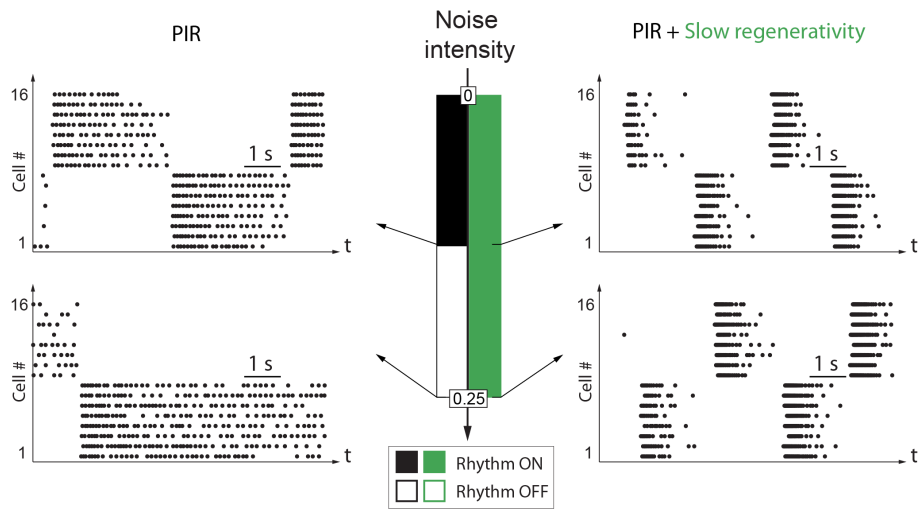 PIR
Noise
intensity
PIR + Slow regenerativity
16
Cell #
1
1 s
t
0
16
Cell #
1
1 s
t
16
Cell #
1
1 s
t
0.25
16
Cell #
1
1 s
t
Rhythm ON
Rhythm OFF